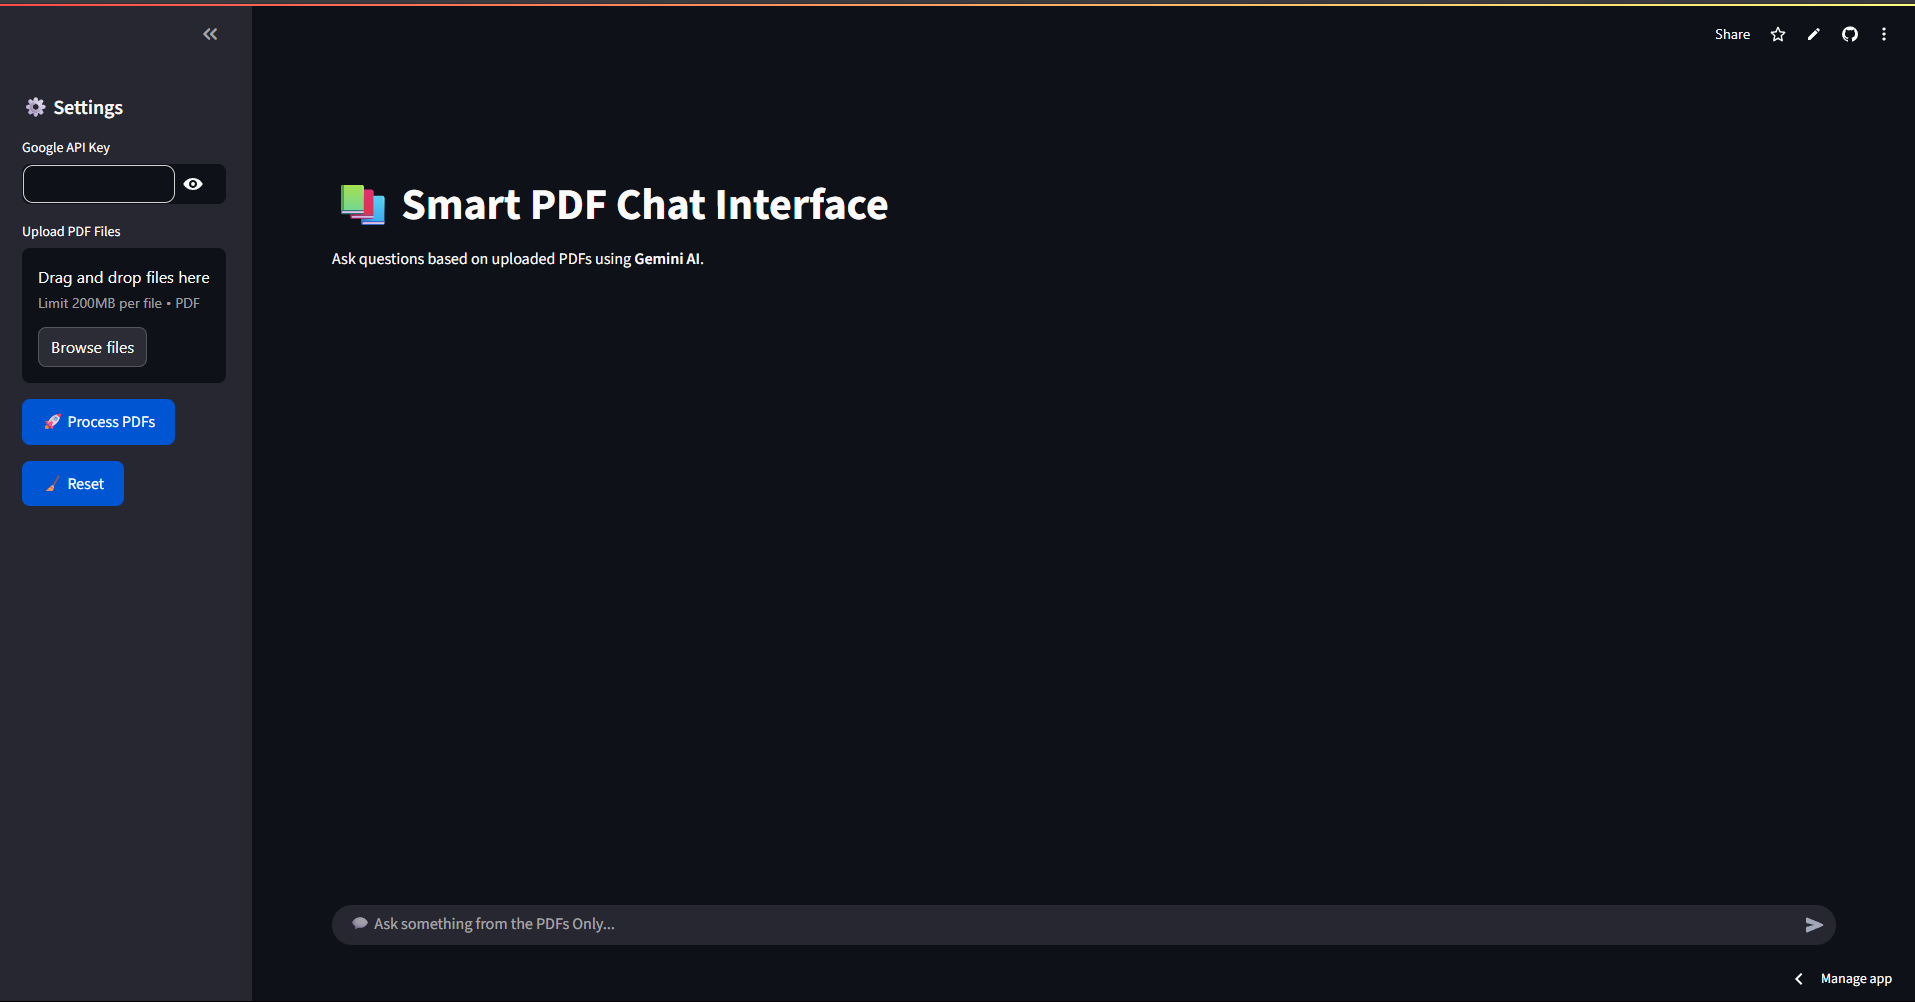 Share
Settings
Google API Key
Upload PDF Files
Drag and drop files here
Limit 200MB per file • PDF
Browse files
Process PDFs
Reset
Smart PDF Chat Interface
Ask questions based on uploaded PDFs using Gemini AI.
Ask something from the PDFs Only...
Manage app